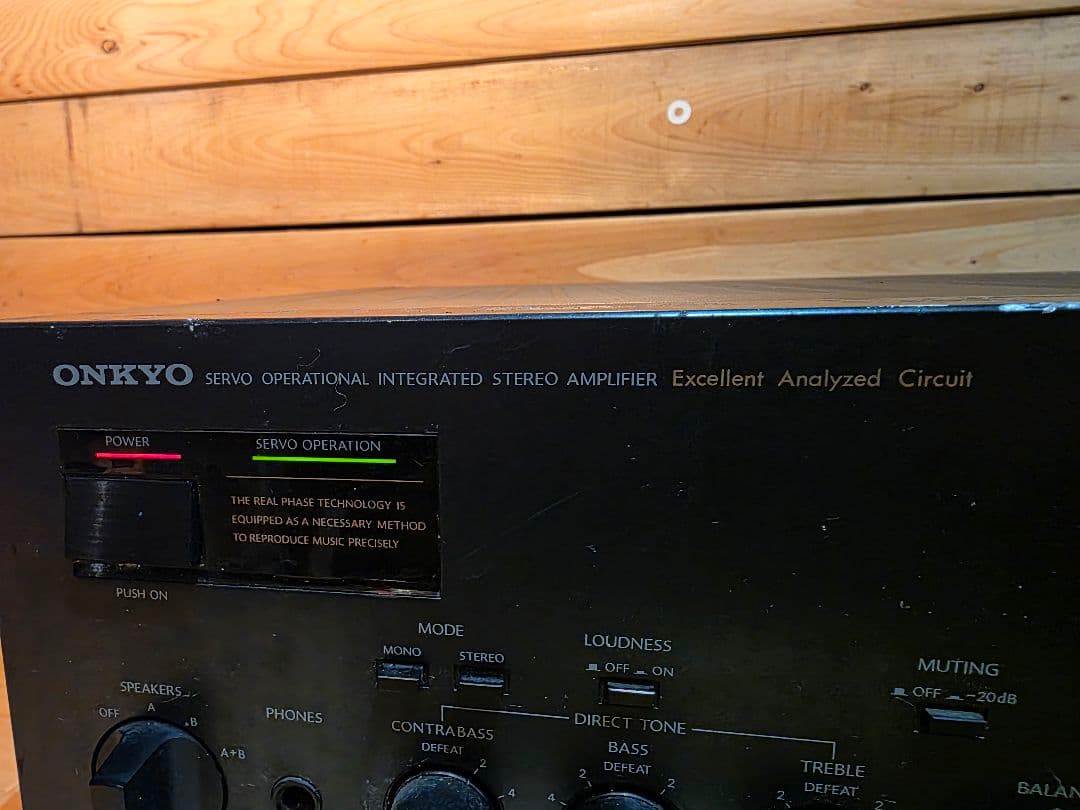 ONKYO SERVO OPERATIONAL INTEGRATED STEREO AMPLIFIER Excellent Analyzed Circuit
POWER SERVO OPERATION
THE REAL PHASE TECHNOLOGY IS
EQUIPPED AS A NECESSARY METHOD
TO REPRODUCE MUSIC PRECISELY
PUSH ON
MODE
MONO STEREO
LOUDNESS
OFF ON
MUTING
OFF -20dB
SPEAKERS
OFF A B
A+B
PHONES
DIRECT TONE
CONTRABASS
DEFEAT
2
4
BASS
DEFEAT
2 2
4 4
TREBLE
DEFEAT
2